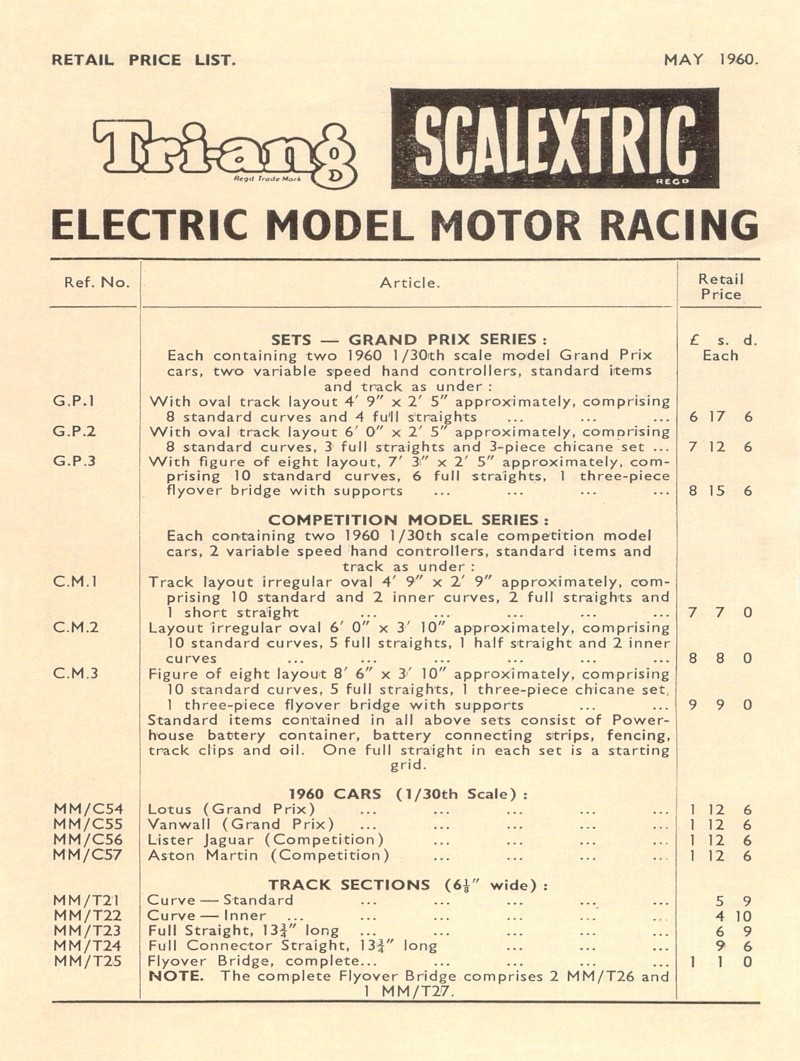 RETAIL PRICE LIST. MAY 1960.
Tri-ang
Regd Trade Mark
SCALEXTRIC
REGD
ELECTRIC MODEL MOTOR RACING
Ref. No. Article. Retail
Price
SETS — GRAND PRIX SERIES : £ s. d.
Each containing two 1960 1/30th scale model Grand Prix Each
cars, two variable speed hand controllers, standard items
and track as under :
G.P.1 With oval track layout 4′ 9″ x 2′ 5″ approximately, comprising
8 standard curves and 4 full straights ... ... ... 6 17 6
G.P.2 With oval track layout 6′ 0″ x 2′ 5″ approximately, comprising
8 standard curves, 3 full straights and 3-piece chicane set ... 7 12 6
G.P.3 With figure of eight layout, 7′ 3″ x 2′ 5″ approximately, com-
prising 10 standard curves, 6 full straights, 1 three-piece
flyover bridge with supports ... ... ... ... 8 15 6
COMPETITION MODEL SERIES :
Each containing two 1960 1/30th scale competition model
cars, 2 variable speed hand controllers, standard items and
track as under :
C.M.1 Track layout irregular oval 4′ 9″ x 2′ 9″ approximately, com-
prising 10 standard and 2 inner curves, 2 full straights and
1 short straight ... ... ... ... ... 7 7 0
C.M.2 Layout irregular oval 6′ 0″ x 3′ 10″ approximately, comprising
10 standard curves, 5 full straights, 1 half straight and 2 inner
curves ... ... ... ... ... ... 8 8 0
C.M.3 Figure of eight layout 8′ 6″ x 3′ 10″ approximately, comprising
10 standard curves, 5 full straights, 1 three-piece chicane set,
1 three-piece flyover bridge with supports ... ... 9 9 0
Standard items contained in all above sets consist of Power-
house battery container, battery connecting strips, fencing,
track clips and oil. One full straight in each set is a starting
grid.
1960 CARS (1/30th Scale) :
MM/C54 Lotus (Grand Prix) ... ... ... ... ... 1 12 6
MM/C55 Vanwall (Grand Prix) ... ... ... ... ... 1 12 6
MM/C56 Lister Jaguar (Competition) ... ... ... ... 1 12 6
MM/C57 Aston Martin (Competition) ... ... ... ... 1 12 6
TRACK SECTIONS (6⅛″ wide) :
MM/T21 Curve — Standard ... ... ... ... ... 5 9
MM/T22 Curve — Inner ... ... ... ... ... ... 4 10
MM/T23 Full Straight, 13¾″ long ... ... ... ... ... 6 9
MM/T24 Full Connector Straight, 13¾″ long ... ... ... 9 6
MM/T25 Flyover Bridge, complete... ... ... ... ... 1 1 0
NOTE. The complete Flyover Bridge comprises 2 MM/T26 and
1 MM/T27.